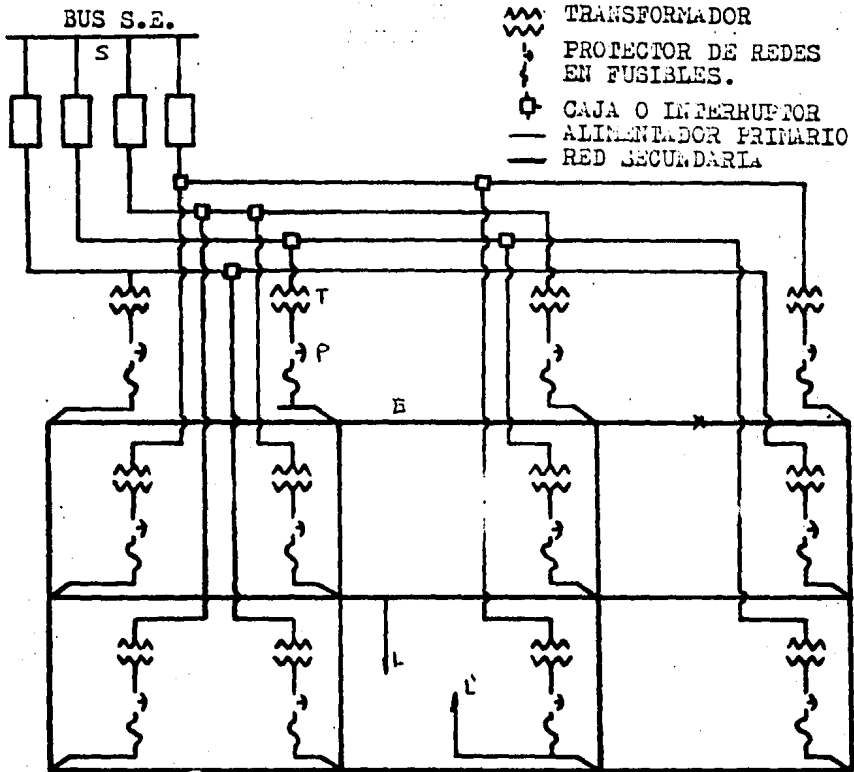 BUS S.E.
S
TRANSFORMADOR
PROTECTOR DE REDES
EN FUSIBLES.
CAJA O INTERRUPTOR
ALIMENTADOR PRIMARIO
RED SECUNDARIA
T
P
E
x
L
L'